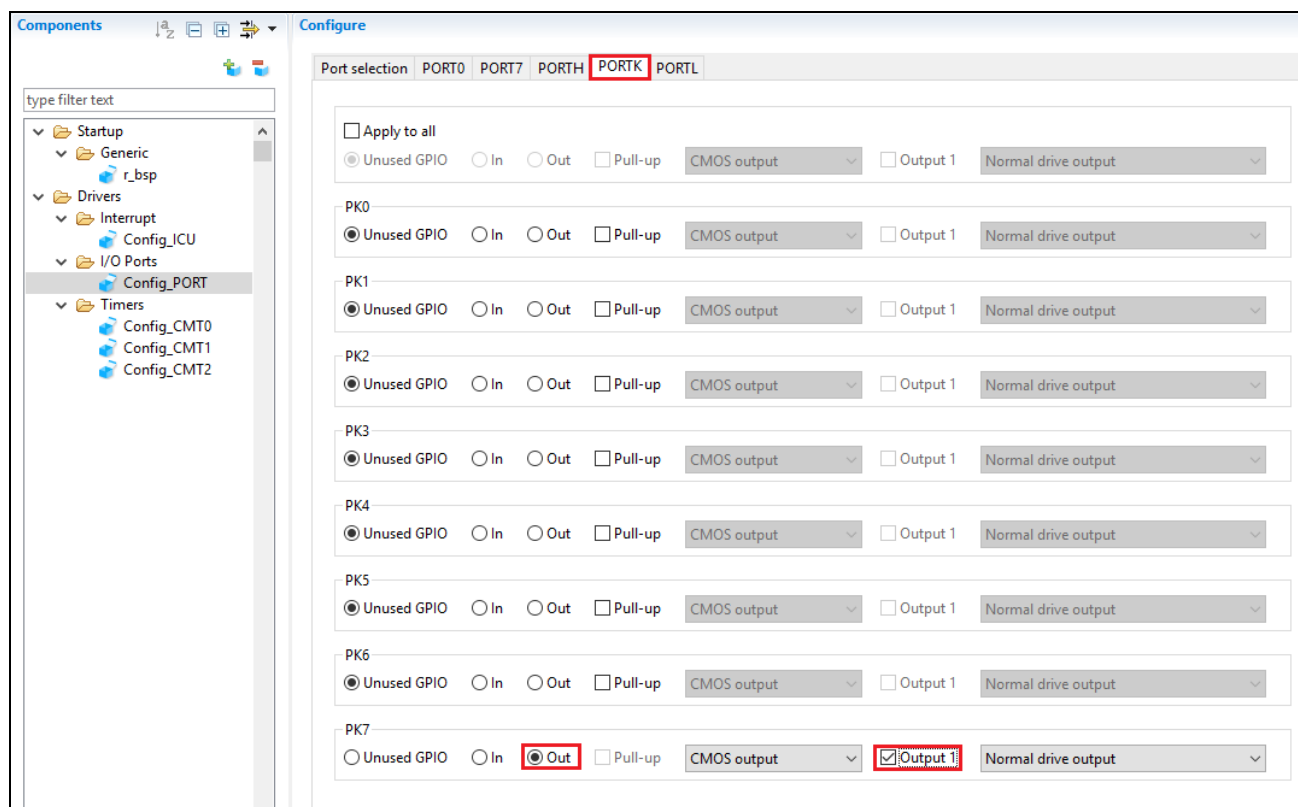 Components
Configure
Port selection PORT0 PORT7 PORTH PORTK PORTL
type filter text
Startup
Generic
r_bsp
Drivers
Interrupt
Config_ICU
I/O Ports
Config_PORT
Timers
Config_CMT0
Config_CMT1
Config_CMT2
Apply to all
Unused GPIO In Out Pull-up CMOS output Output 1 Normal drive output
PK0
Unused GPIO In Out Pull-up CMOS output Output 1 Normal drive output
PK1
Unused GPIO In Out Pull-up CMOS output Output 1 Normal drive output
PK2
Unused GPIO In Out Pull-up CMOS output Output 1 Normal drive output
PK3
Unused GPIO In Out Pull-up CMOS output Output 1 Normal drive output
PK4
Unused GPIO In Out Pull-up CMOS output Output 1 Normal drive output
PK5
Unused GPIO In Out Pull-up CMOS output Output 1 Normal drive output
PK6
Unused GPIO In Out Pull-up CMOS output Output 1 Normal drive output
PK7
Unused GPIO In Out Pull-up CMOS output Output 1 Normal drive output